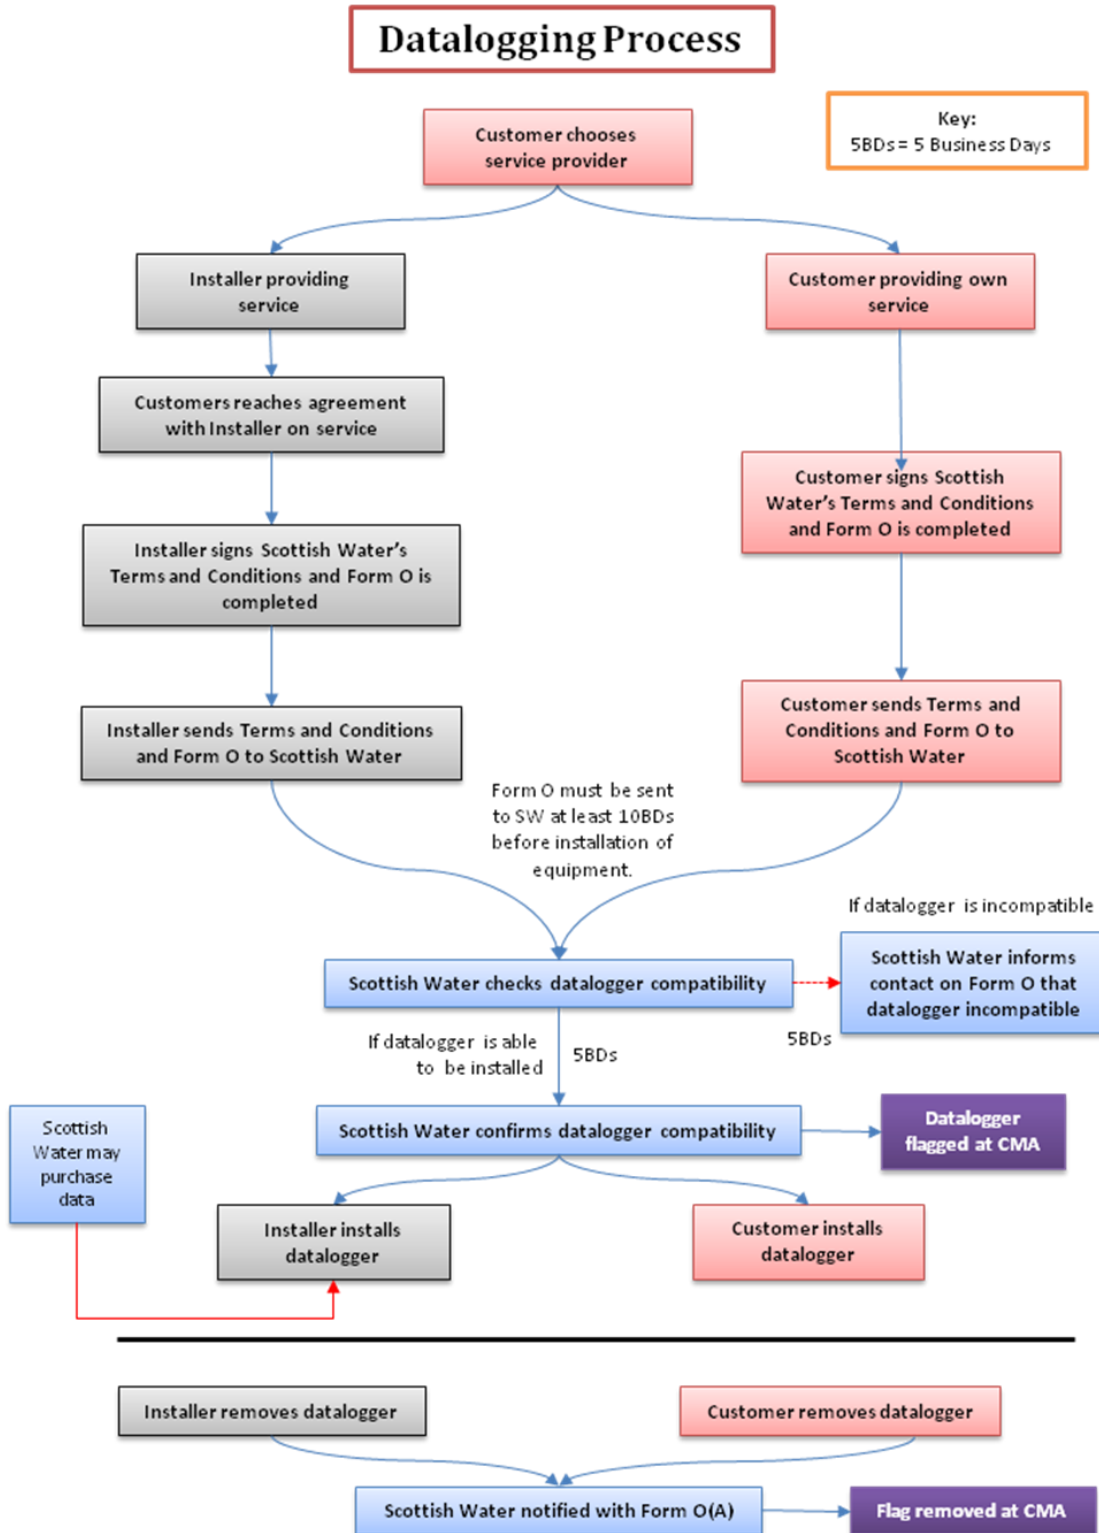 Datalogging Process
Customer chooses
service provider
Key:
5BDs = 5 Business Days
Installer providing
service
Customer providing own
service
Customers reaches agreement
with Installer on service
Customer signs Scottish
Water's Terms and Conditions
and Form O is completed
Installer signs Scottish Water's
Terms and Conditions and Form O is
completed
Installer sends Terms and Conditions
and Form O to Scottish Water
Customer sends Terms and
Conditions and Form O to
Scottish Water
Form O must be sent
to SW at least 10BDs
before installation of
equipment.
If datalogger is incompatible
Scottish Water checks datalogger compatibility
Scottish Water informs
contact on Form O that
datalogger incompatible
If datalogger is able
to be installed
5BDs
5BDs
Scottish
Water may
purchase
data
Scottish Water confirms datalogger compatibility
Datalogger
flagged at CMA
Installer installs
datalogger
Customer installs
datalogger
Installer removes datalogger
Customer removes datalogger
Scottish Water notified with Form O(A)
Flag removed at CMA